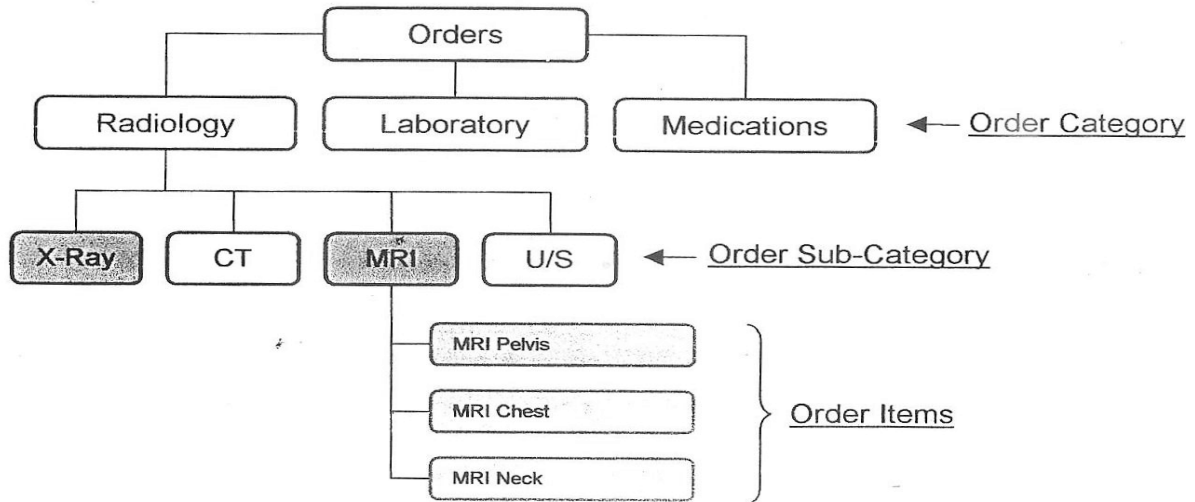 Orders
Radiology
Laboratory
Medications
Order Category
X-Ray
CT
MRI
U/S
Order Sub-Category
MRI Pelvis
MRI Chest
Order Items
MRI Neck